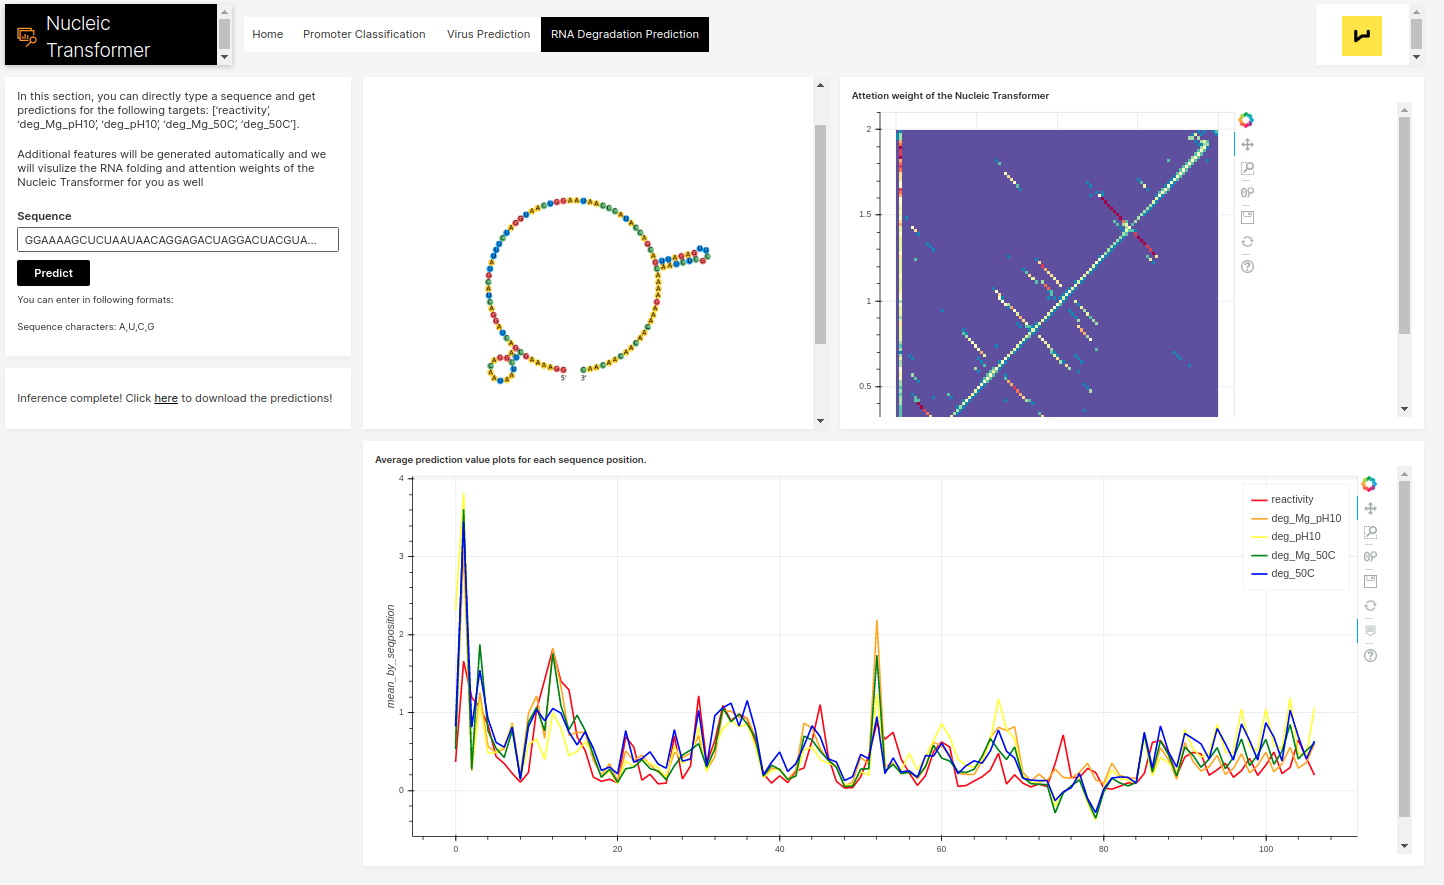 Nucleic
Transformer
Home
Promoter Classification
Virus Prediction
RNA Degradation Prediction
In this section, you can directly type a sequence and get
predictions for the following targets: ['reactivity',
'deg_Mg_pH10', 'deg_pH10', 'deg_Mg_50C', 'deg_50C'].
Additional features will be generated automatically and we
will visulize the RNA folding and attention weights of the
Nucleic Transformer for you as well
Sequence
GGAAAAGCUCUAAUAACAGGAGACUAGGACUACGUA...
Predict
You can enter in following formats:
Sequence characters: A,U,C,G
Inference complete! Click here to download the predictions!
5'
3'
Attetion weight of the Nucleic Transformer
2
1.5
1
0.5
Average prediction value plots for each sequence position.
mean_by_seqposition
4
3
2
1
0
0
20
40
60
80
100
reactivity
deg_Mg_pH10
deg_pH10
deg_Mg_50C
deg_50C